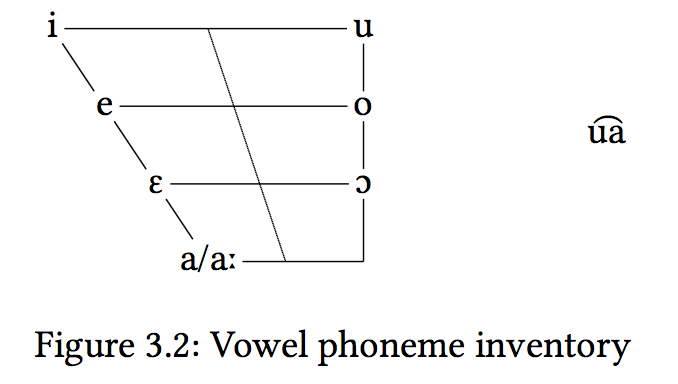 i u
e o
u͡a
ɛ ɔ
a/aː
Figure 3.2: Vowel phoneme inventory